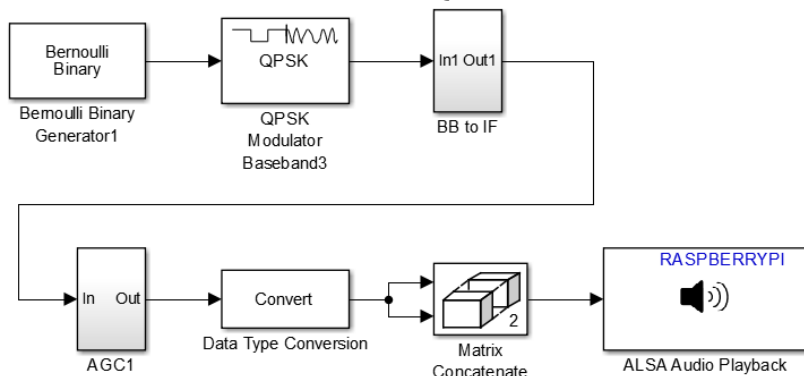 Bernoulli
Binary
Bernoulli Binary
Generator1
QPSK
QPSK
Modulator
Baseband3
In1 Out1
BB to IF
In Out
AGC1
Convert
Data Type Conversion
2
Matrix
Concatenate
RASPBERRYPI
ALSA Audio Playback